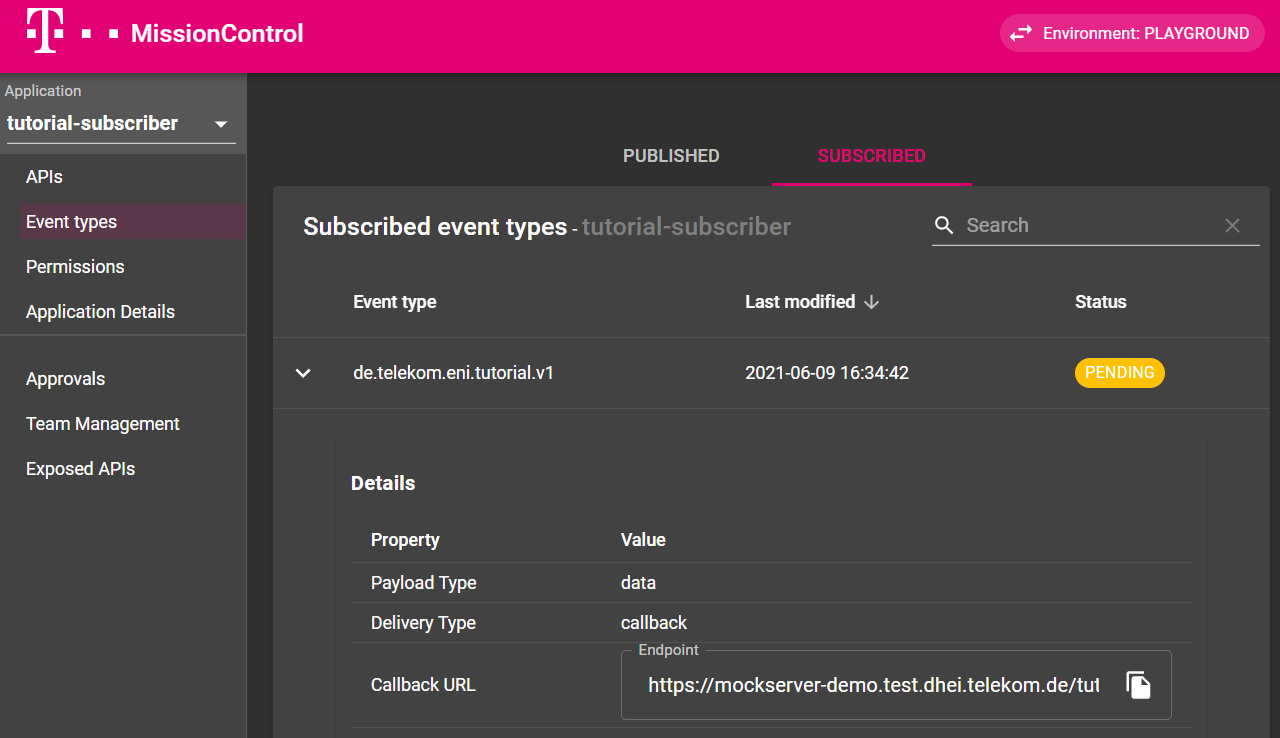 T MissionControl
Environment: PLAYGROUND
Application
tutorial-subscriber
APIs
Event types
Permissions
Application Details
Approvals
Team Management
Exposed APIs
PUBLISHED SUBSCRIBED
Subscribed event types - tutorial-subscriber
Search
Event type Last modified Status
de.telekom.eni.tutorial.v1 2021-06-09 16:34:42 PENDING
Details
Property Value
Payload Type data
Delivery Type callback
Endpoint
Callback URL https://mockserver-demo.test.dhei.telekom.de/tut